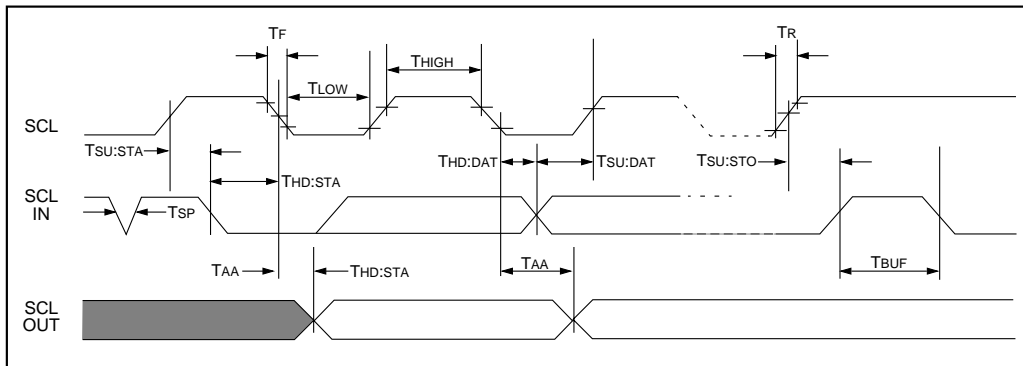 TF
TR
THIGH
TLOW
SCL
TSU:STA
THD:DAT
TSU:DAT
TSU:STO
THD:STA
SCL
IN
TSP
TAA
THD:STA
TAA
TBUF
SCL
OUT